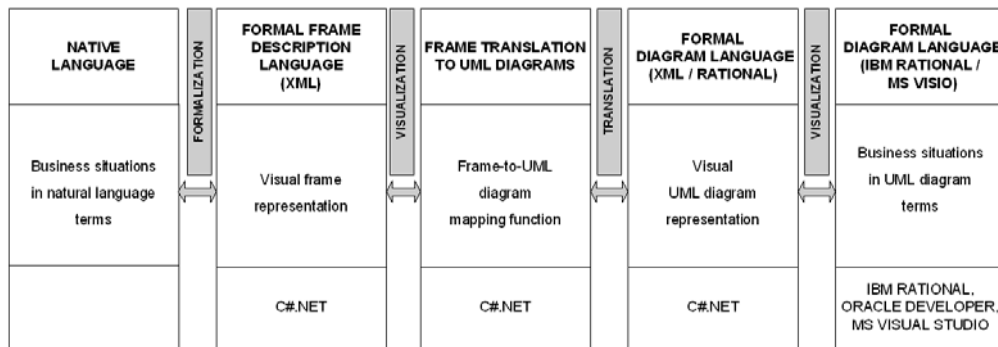 NATIVE
LANGUAGE
FORMALIZATION
FORMAL FRAME
DESCRIPTION
LANGUAGE
(XML)
VISUALIZATION
FRAME TRANSLATION
TO UML DIAGRAMS
TRANSLATION
FORMAL
DIAGRAM LANGUAGE
(XML / RATIONAL)
VISUALIZATION
FORMAL
DIAGRAM LANGUAGE
(IBM RATIONAL /
MS VISIO)
Business situations
in natural language
terms
Visual frame
representation
Frame-to-UML
diagram
mapping function
Visual
UML diagram
representation
Business situations
in UML diagram
terms
C#.NET
C#.NET
C#.NET
IBM RATIONAL,
ORACLE DEVELOPER,
MS VISUAL STUDIO